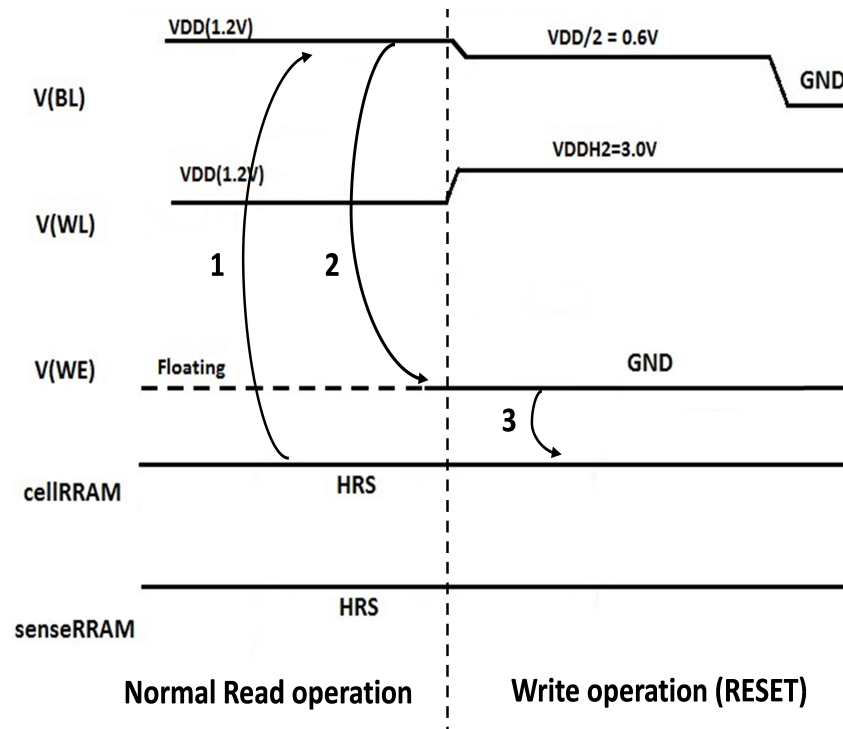 VDD(1.2V)
VDD/2 = 0.6V
GND
V(BL)
VDDH2=3.0V
VDD(1.2V)
V(WL)
1
2
Floating
GND
V(WE)
3
HRS
cellRRAM
HRS
senseRRAM
Normal Read operation
Write operation (RESET)